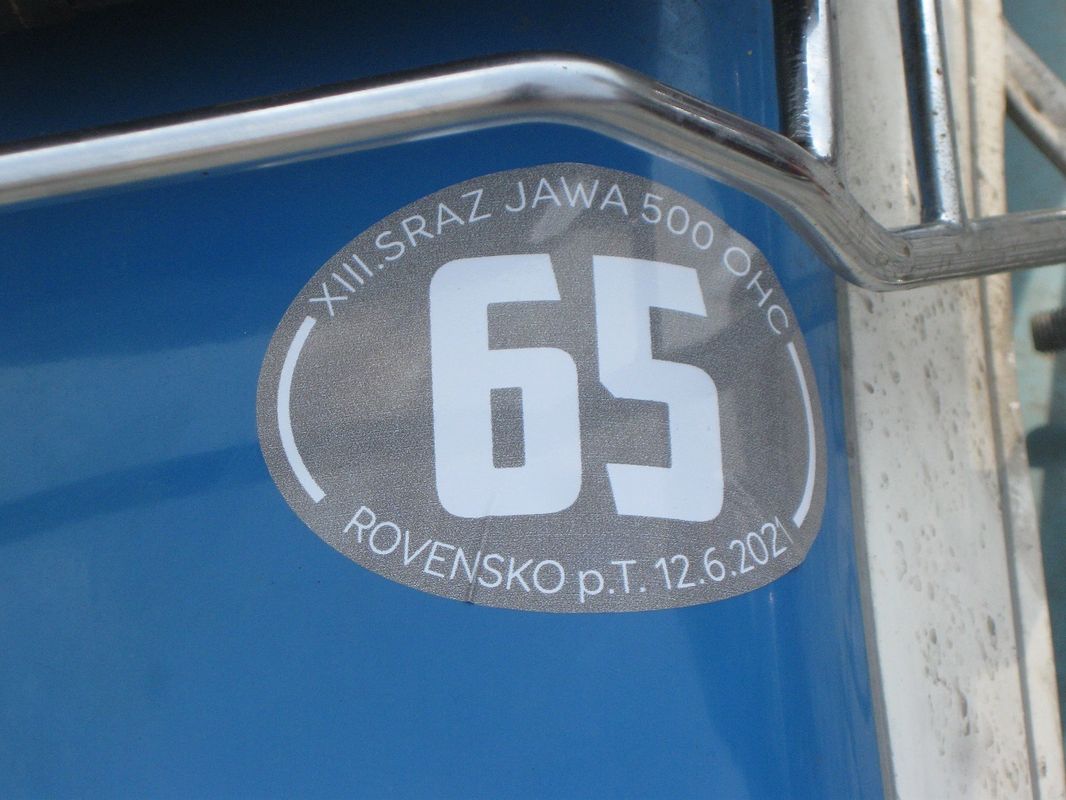 XIII.SRAZ JAWA 500 OHC
65
ROVENSKO p.T. 12.6.2021